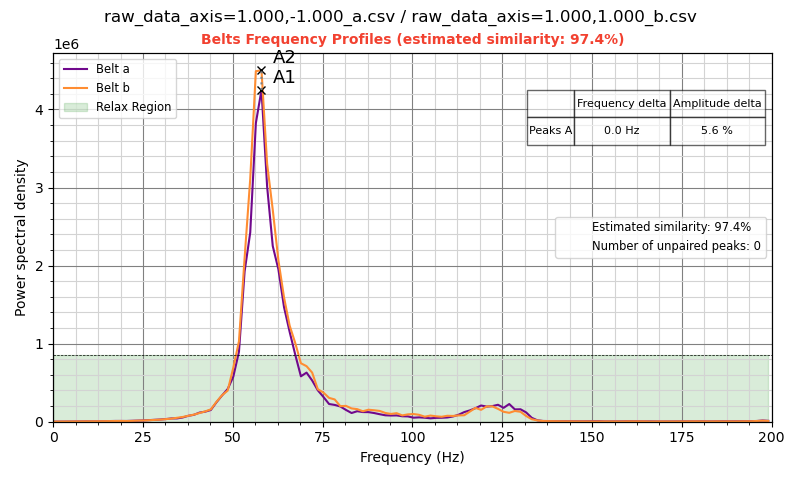 raw_data_axis=1.000,-1.000_a.csv / raw_data_axis=1.000,1.000_b.csv
Belts Frequency Profiles (estimated similarity: 97.4%)
1e6
Belt a
Belt b
Relax Region
A2
A1
Frequency delta Amplitude delta
Peaks A 0.0 Hz 5.6 %
Estimated similarity: 97.4%
Number of unpaired peaks: 0
Power spectral density
4
3
2
1
0
0 25 50 75 100 125 150 175 200
Frequency (Hz)